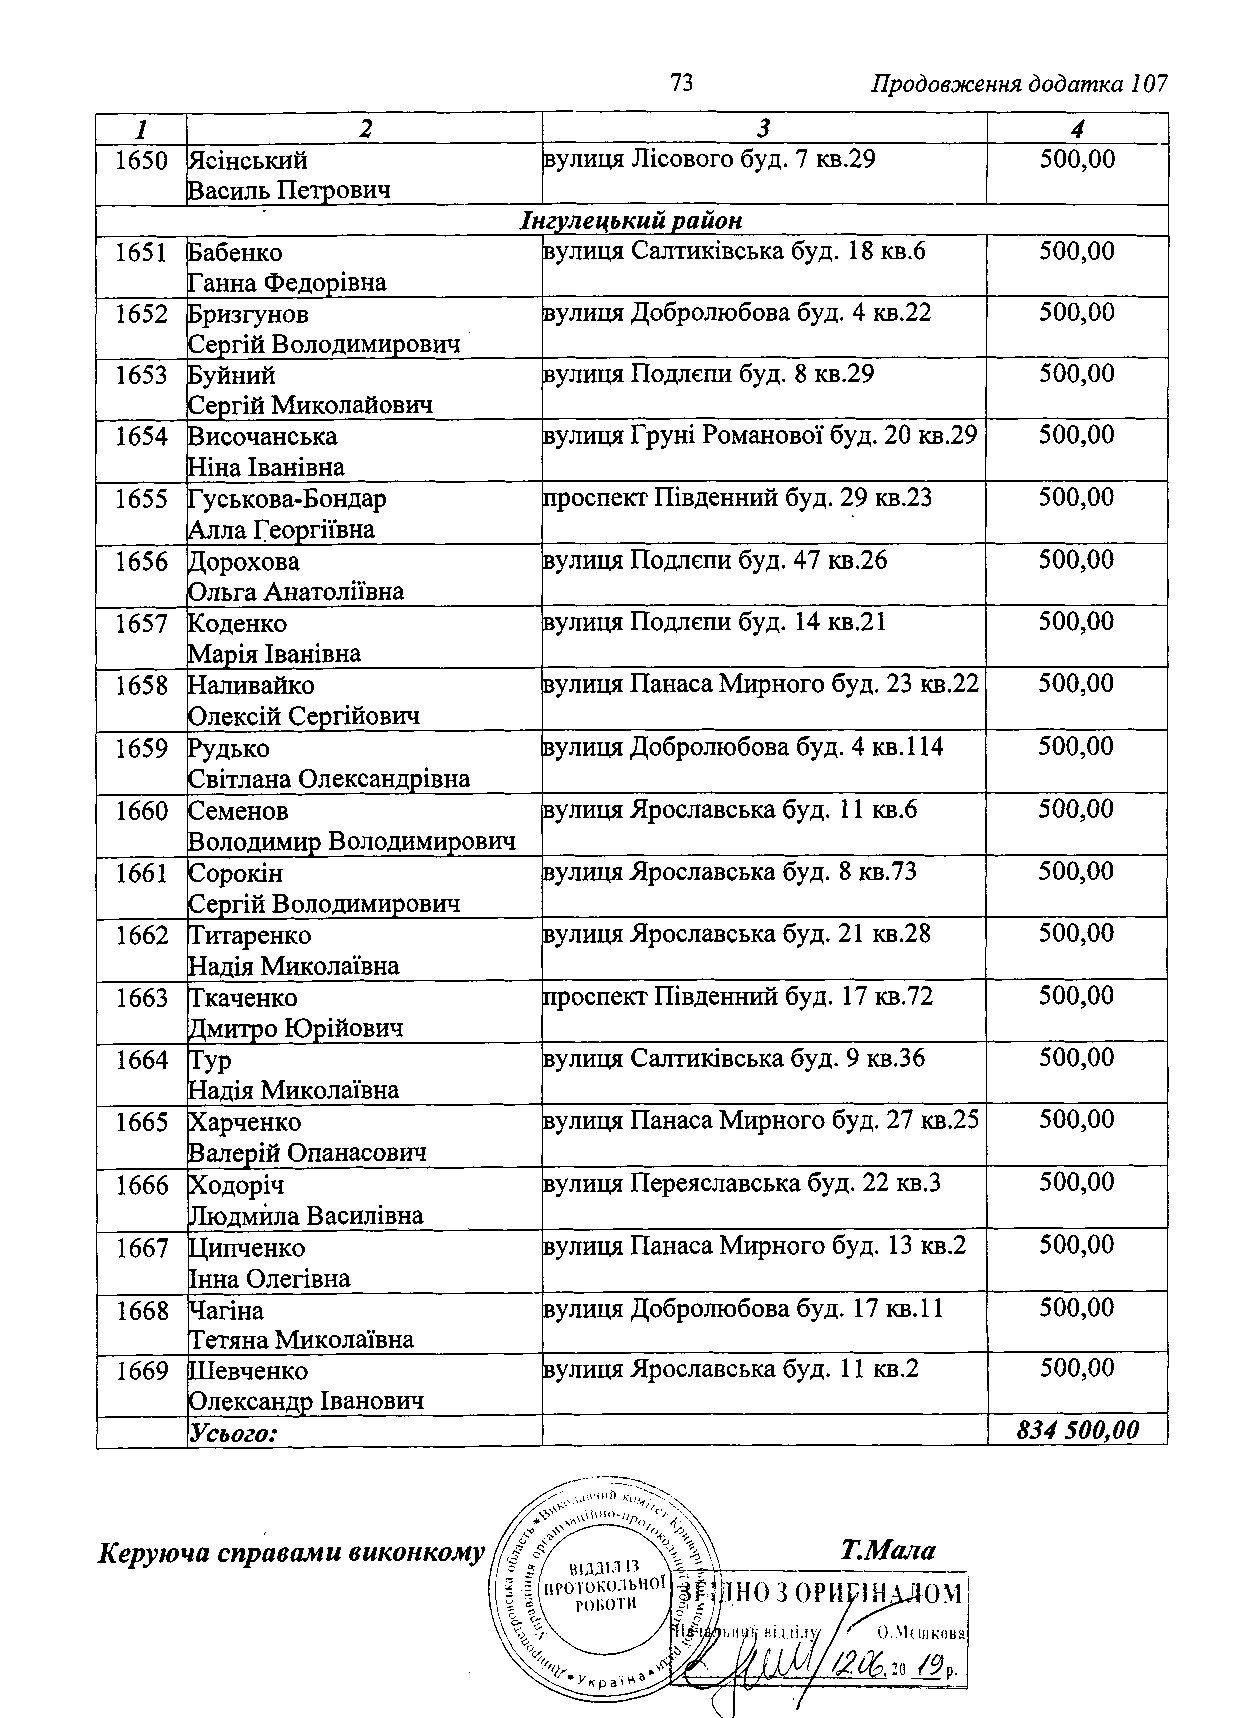 73 Продовження додатка 107
1 2 3 4
1650 Ясінський вулиця Лісового буд. 7 кв.29 500,00
Василь Петрович
Інгулецький район
1651 Бабенко вулиця Салтиківська буд. 18 кв.6 500,00
Ганна Федорівна
1652 Бризгунов вулиця Добролюбова буд. 4 кв.22 500,00
Сергій Володимирович
1653 Буйний вулиця Подлєпи буд. 8 кв.29 500,00
Сергій Миколайович
1654 Височанська вулиця Груні Романової буд. 20 кв.29 500,00
Ніна Іванівна
1655 Гуськова-Бондар проспект Південний буд. 29 кв.23 500,00
Алла Георгіївна
1656 Дорохова вулиця Подлєпи буд. 47 кв.26 500,00
Ольга Анатоліївна
1657 Коденко вулиця Подлєпи буд. 14 кв.21 500,00
Марія Іванівна
1658 Наливайко вулиця Панаса Мирного буд. 23 кв.22 500,00
Олексій Сергійович
1659 Рудько вулиця Добролюбова буд. 4 кв.114 500,00
Світлана Олександрівна
1660 Семенов вулиця Ярославська буд. 11 кв.6 500,00
Володимир Володимирович
1661 Сорокін вулиця Ярославська буд. 8 кв.73 500,00
Сергій Володимирович
1662 Титаренко вулиця Ярославська буд. 21 кв.28 500,00
Надія Миколаївна
1663 Ткаченко проспект Південний буд. 17 кв.72 500,00
Дмитро Юрійович
1664 Тур вулиця Салтиківська буд. 9 кв.36 500,00
Надія Миколаївна
1665 Харченко вулиця Панаса Мирного буд. 27 кв.25 500,00
Валерій Опанасович
1666 Ходоріч вулиця Переяславська буд. 22 кв.3 500,00
Людмила Василівна
1667 Ципченко вулиця Панаса Мирного буд. 13 кв.2 500,00
Інна Олегівна
1668 Чагіна вулиця Добролюбова буд. 17 кв.11 500,00
Тетяна Миколаївна
1669 Шевченко вулиця Ярославська буд. 11 кв.2 500,00
Олександр Іванович
Усього: 834 500,00
Керуюча справами виконкому Т.Мала
ВІДДІЛ ІЗ
ПРОТОКОЛЬНОЇ
РОБОТИ
Україна
ЗГІДНО З ОРИГІНАЛОМ
Начальник відділу О.Мєшкова
12.06. 20 19 р.